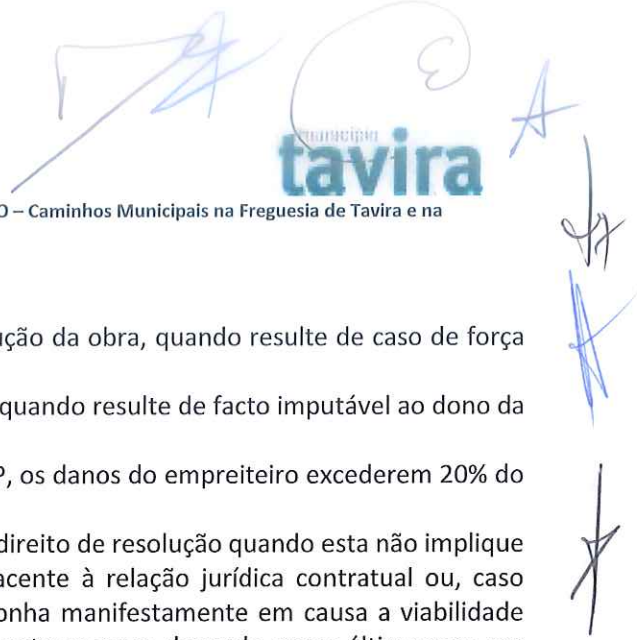 município
tavira
O – Caminhos Municipais na Freguesia de Tavira e na
ução da obra, quando resulte de caso de força
quando resulte de facto imputável ao dono da
P, os danos do empreiteiro excederem 20% do
direito de resolução quando esta não implique
acente à relação jurídica contratual ou, caso
onha manifestamente em causa a viabilidade